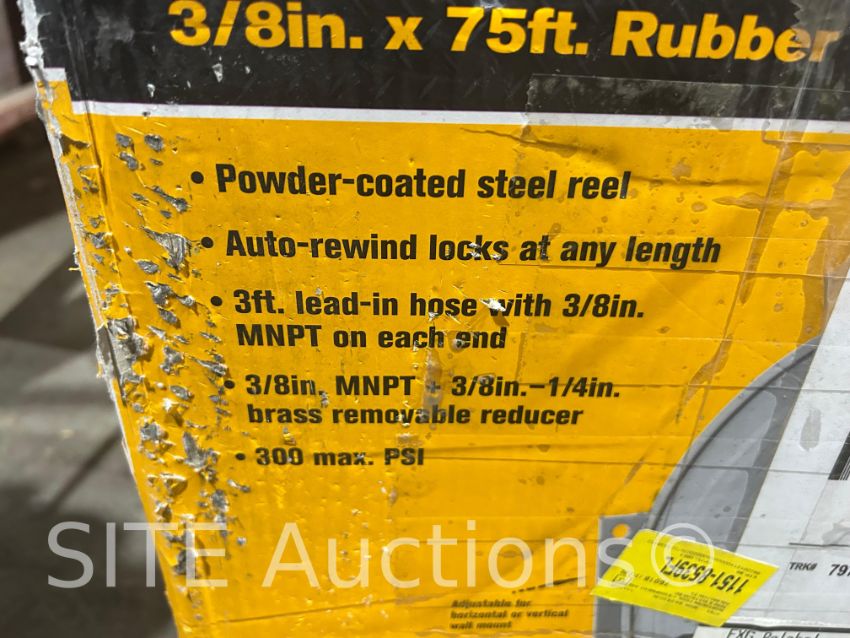 3/8in. x 75ft. Rubber
• Powder-coated steel reel
• Auto-rewind locks at any length
• 3ft. lead-in hose with 3/8in.
MNPT on each end
• 3/8in. MNPT + 3/8in.–1/4in.
brass removable reducer
• 300 max. PSI
SITE Auctions©
Adjustable for
horizontal or vertical
wall mount
TRK# 797